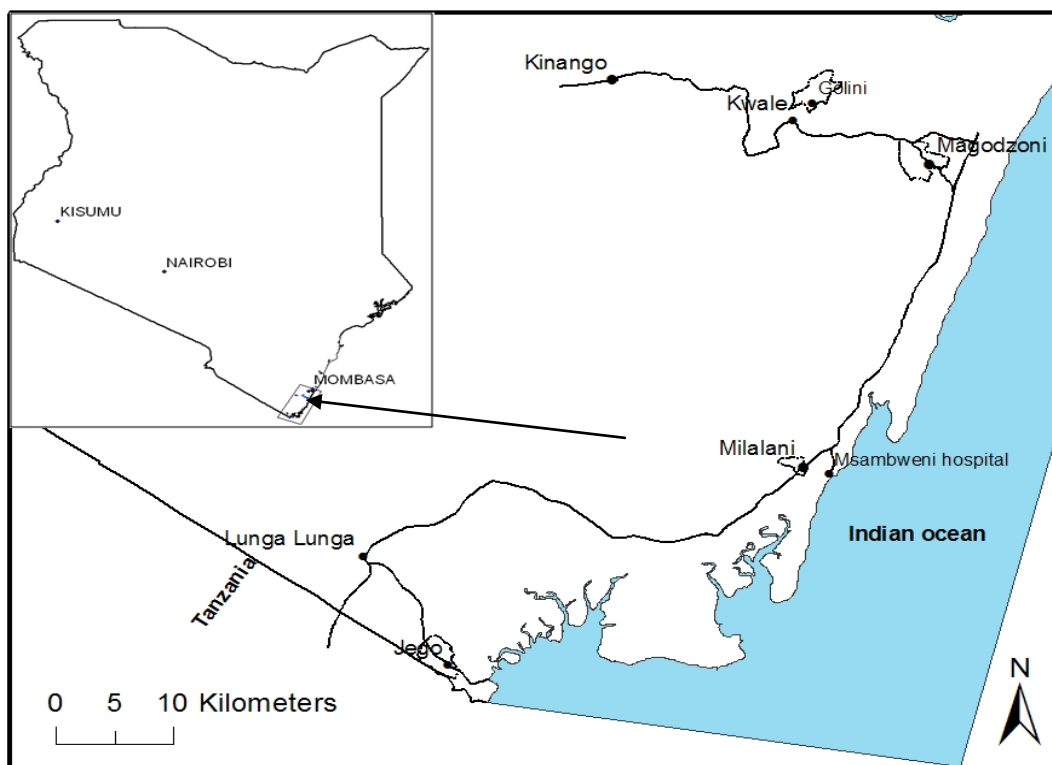 Kinango
Golini
Kwale
Magodzoni
KISUMU
NAIROBI
MOMBASA
Milalani
Msambweni hospital
Indian ocean
Lunga Lunga
Tanzania
Jego
N
0 5 10 Kilometers